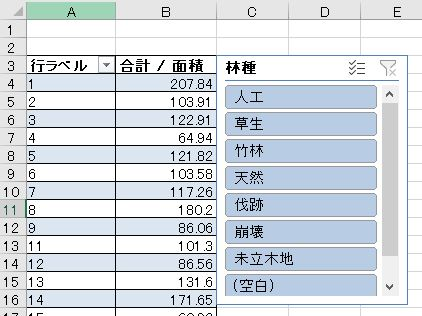 A B C D E
1
2
3 行ラベル 合計 / 面積 林種
4 1 207.84 人工
5 2 103.91 草生
6 3 122.91 竹林
7 4 64.94
8 5 121.82 天然
9 6 103.58 伐跡
10 7 117.26
11 8 180.2 崩壊
12 9 86.06
13 11 101.3 未立木地
14 12 86.56 (空白)
15 13 131.6
16 14 171.65